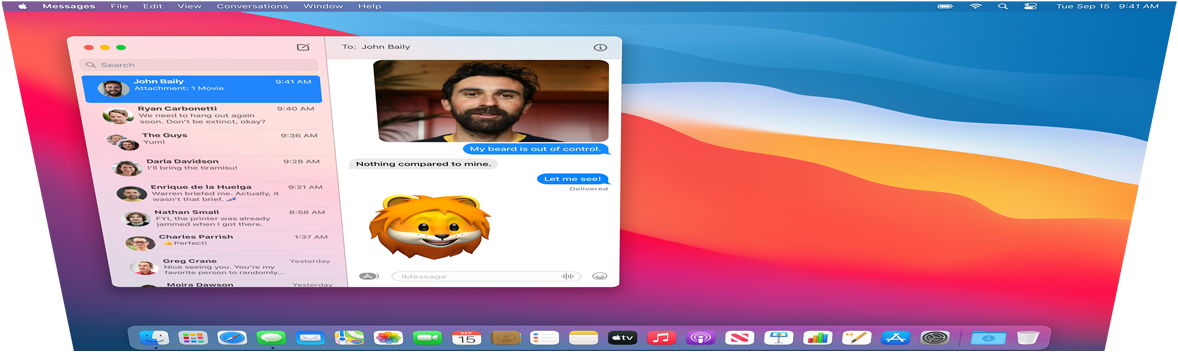 Messages File Edit View Conversations Window Help Tue Sep 15 9:41 AM
Search
John Baily 9:41 AM
Attachment: 1 Movie
Ryan Carbonetti 9:40 AM
We need to hang out again
soon. Don't be extinct, okay?
The Guys 9:36 AM
Yum!
Darla Davidson 9:28 AM
I'll bring the tiramisu!
Enrique de la Huelga 9:21 AM
Warren briefed me. Actually, it
wasn't that brief. 💤
Nathan Small 8:58 AM
FYI, the printer was already
jammed when I got there.
Charles Parrish 1:37 AM
👍Perfect!
Greg Crane Yesterday
Nice seeing you. You're my
favorite person to randomly...
Moira Dawson Yesterday
To: John Baily
My beard is out of control.
Nothing compared to mine.
Let me see!
Delivered
iMessage
SEP
15
tv